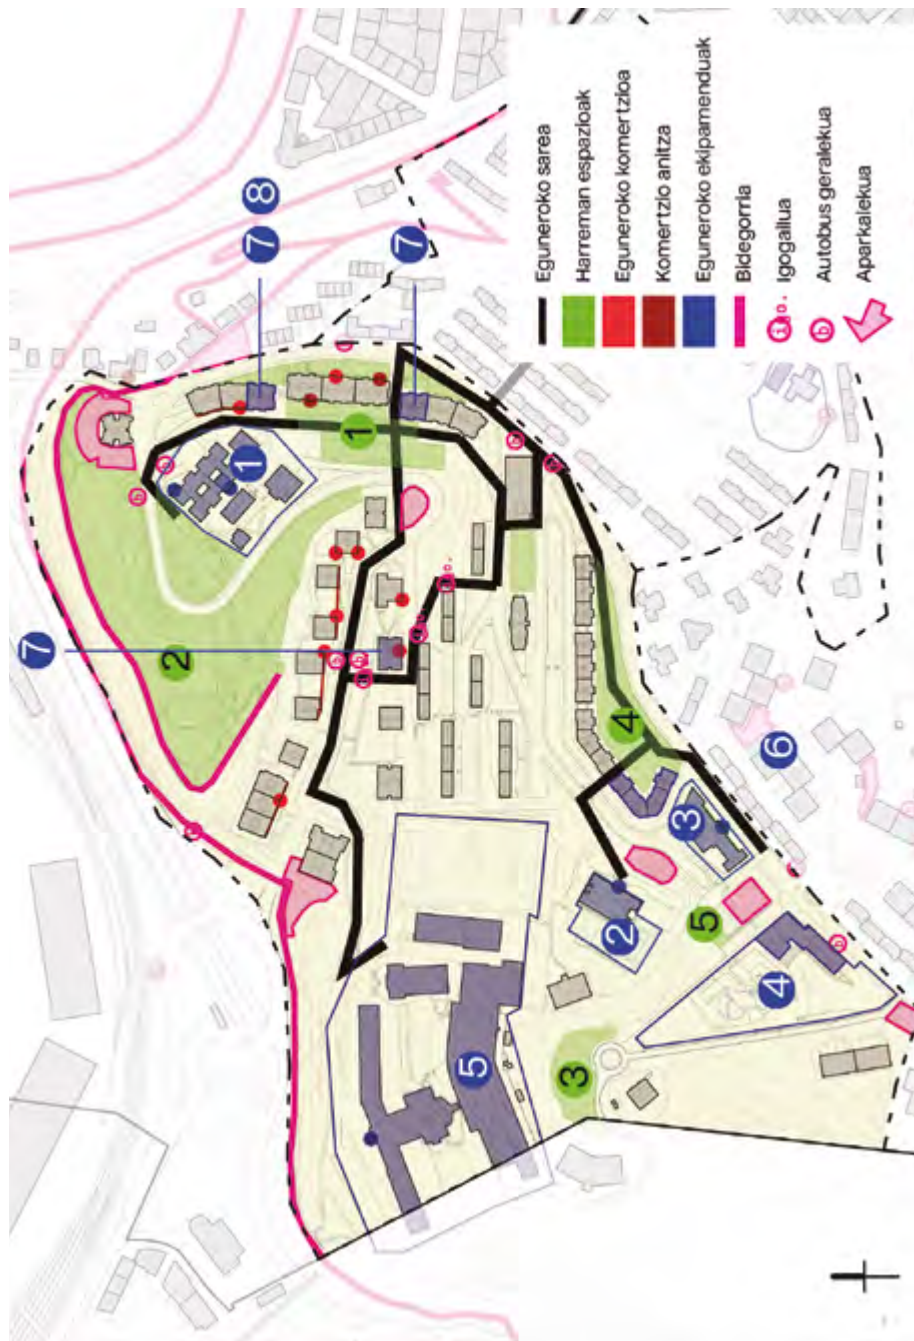 Eguneroko sarea
Harreman espazioak
Eguneroko komertzioa
Komertzio anitza
Eguneroko ekipamenduak
Bidegorria
Igogailua
b Autobus geralekua
Aparkalekua
7 8
7
7
1
1
2
4
6
3
2
5
4
5
3